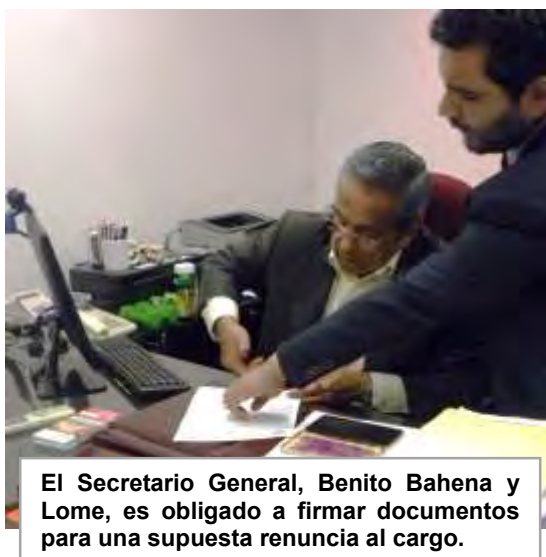 El Secretario General, Benito Bahena y
Lome, es obligado a firmar documentos
para una supuesta renuncia al cargo.